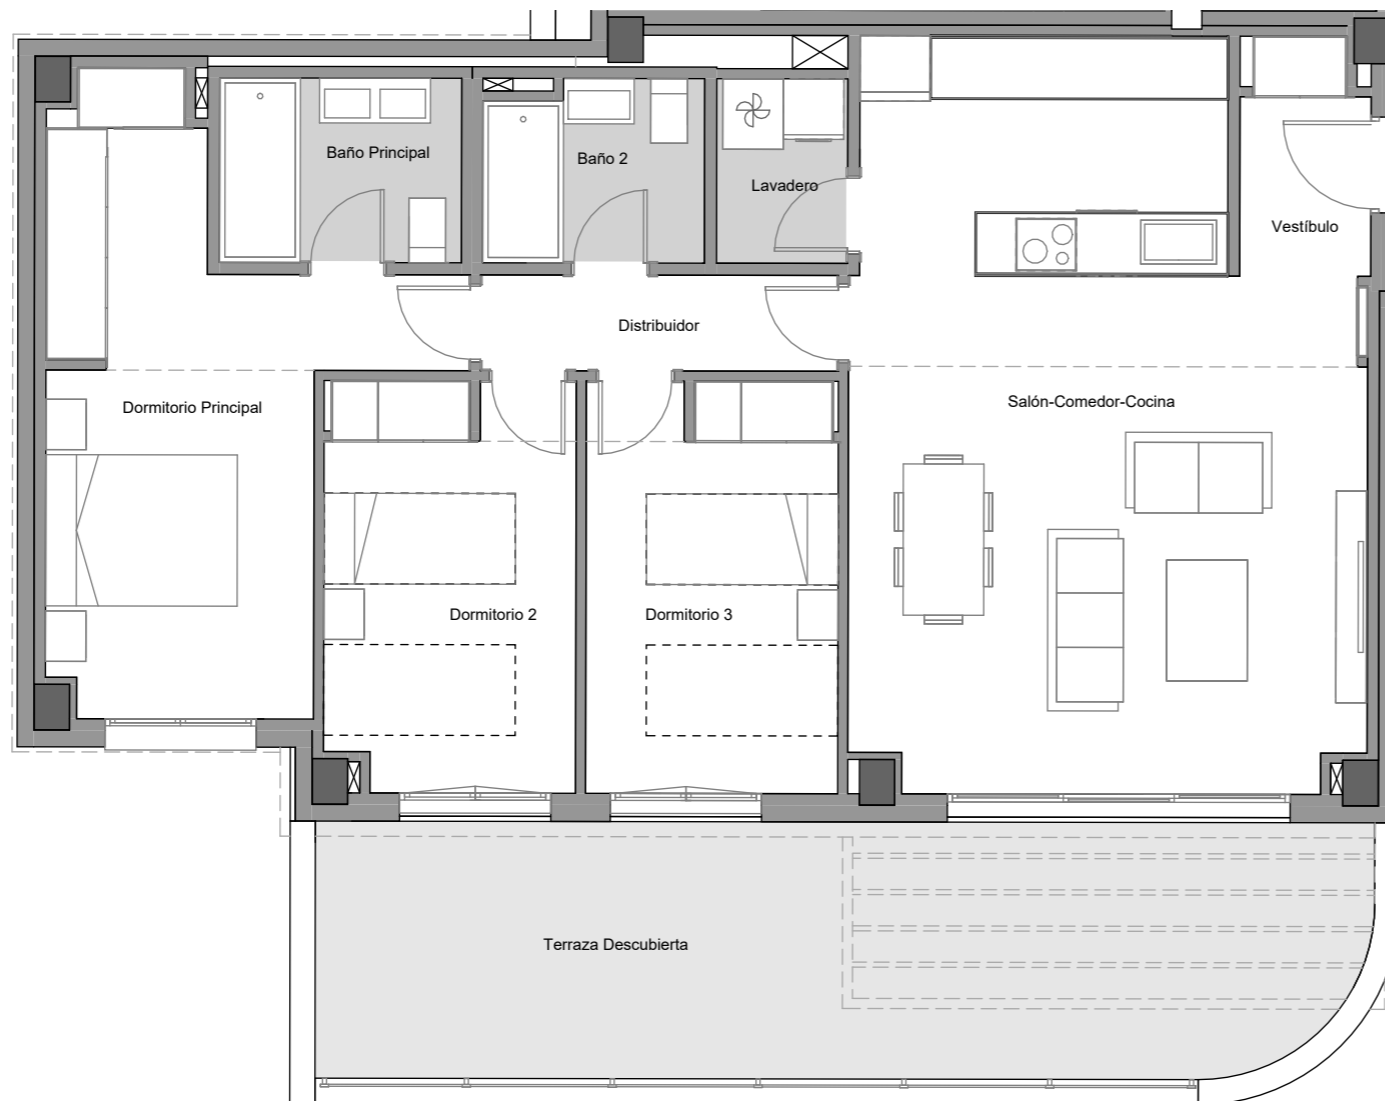 Baño Principal
Baño 2
Lavadero
Vestíbulo
Distribuidor
Dormitorio Principal
Salón-Comedor-Cocina
Dormitorio 2
Dormitorio 3
Terraza Descubierta